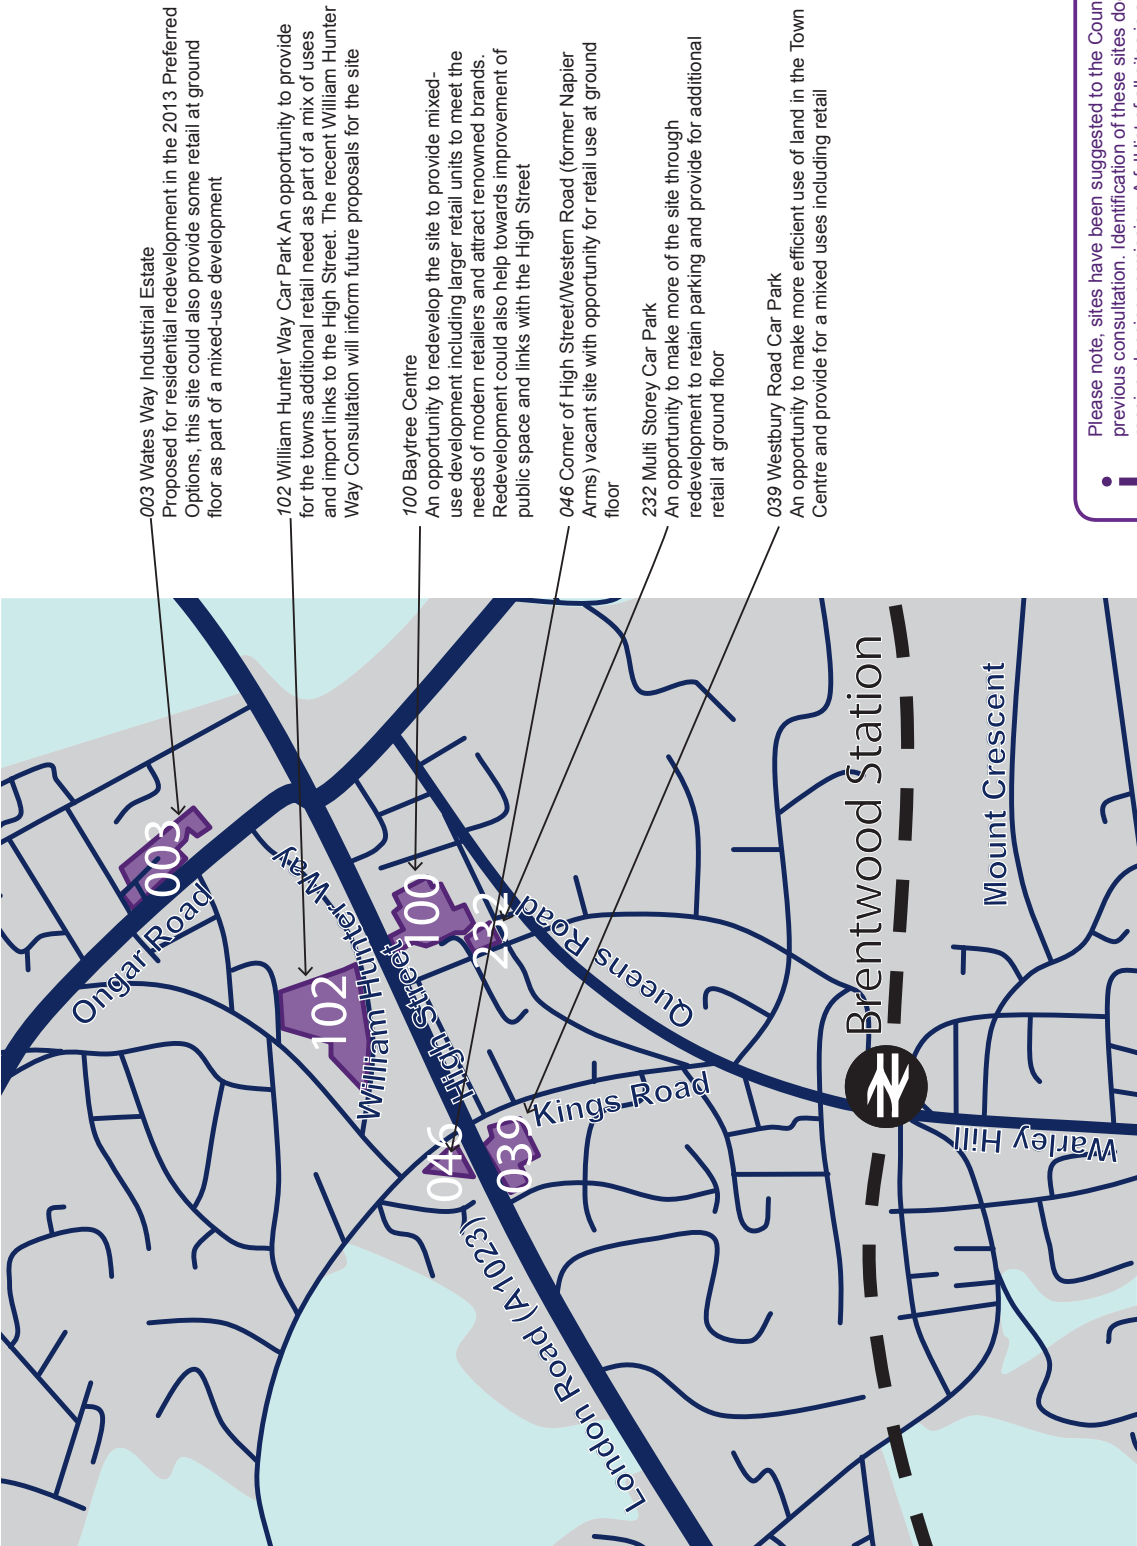 003 Wates Way Industrial Estate
Proposed for residential redevelopment in the 2013 Preferred
Options, this site could also provide some retail at ground
floor as part of a mixed-use development
102 William Hunter Way Car Park An opportunity to provide
for the towns additional retail need as part of a mix of uses
and import links to the High Street. The recent William Hunter
Way Consultation will inform future proposals for the site
100 Baytree Centre
An opportunity to redevelop the site to provide mixed-
use development including larger retail units to meet the
needs of modern retailers and attract renowned brands.
Redevelopment could also help towards improvement of
public space and links with the High Street
046 Corner of High Street/Western Road (former Napier
Arms) vacant site with opportunity for retail use at ground
floor
232 Multi Storey Car Park
An opportunity to make more of the site through
redevelopment to retain parking and provide for additional
retail at ground floor
039 Westbury Road Car Park
An opportunity to make more efficient use of land in the Town
Centre and provide for a mixed uses including retail
Please note, sites have been suggested to the Coun
previous consultation. Identification of these sites do
003
Ongar Road
102
William Hunter Way
High Street
100
232
Queens Road
046
039
Kings Road
London Road (A1023)
Brentwood Station
Mount Crescent
Warley Hill